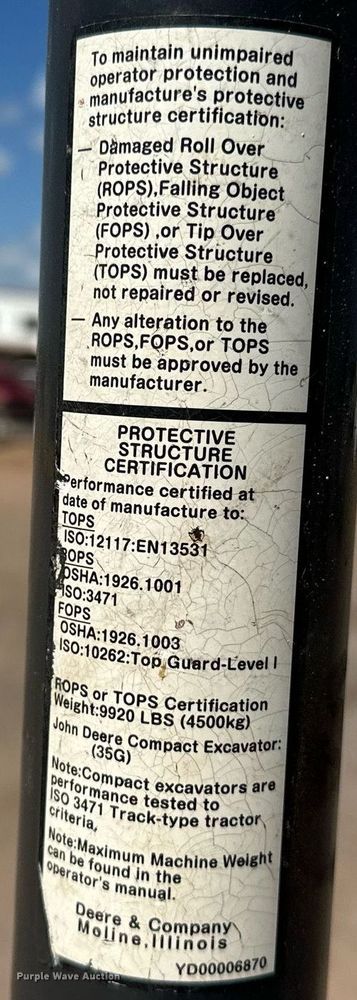 To maintain unimpaired
operator protection and
manufacture's protective
structure certification:
— Damaged Roll Over
Protective Structure
(ROPS),Falling Object
Protective Structure
(FOPS) ,or Tip Over
Protective Structure
(TOPS) must be replaced,
not repaired or revised.
— Any alteration to the
ROPS,FOPS,or TOPS
must be approved by the
manufacturer.
PROTECTIVE
STRUCTURE
CERTIFICATION
Performance certified at
date of manufacture to:
TOPS
ISO:12117:EN13531
ROPS
OSHA:1926.1001
ISO:3471
FOPS
OSHA:1926.1003
ISO:10262:Top Guard-Level I
ROPS or TOPS Certification
Weight:9920 LBS (4500kg)
John Deere Compact Excavator:
(35G)
Note:Compact excavators are
performance tested to
ISO 3471 Track-type tractor
criteria.
Note:Maximum Machine Weight
can be found in the
operator's manual.
Deere & Company
Moline,Illinois
YD00006870
Purple Wave Auction